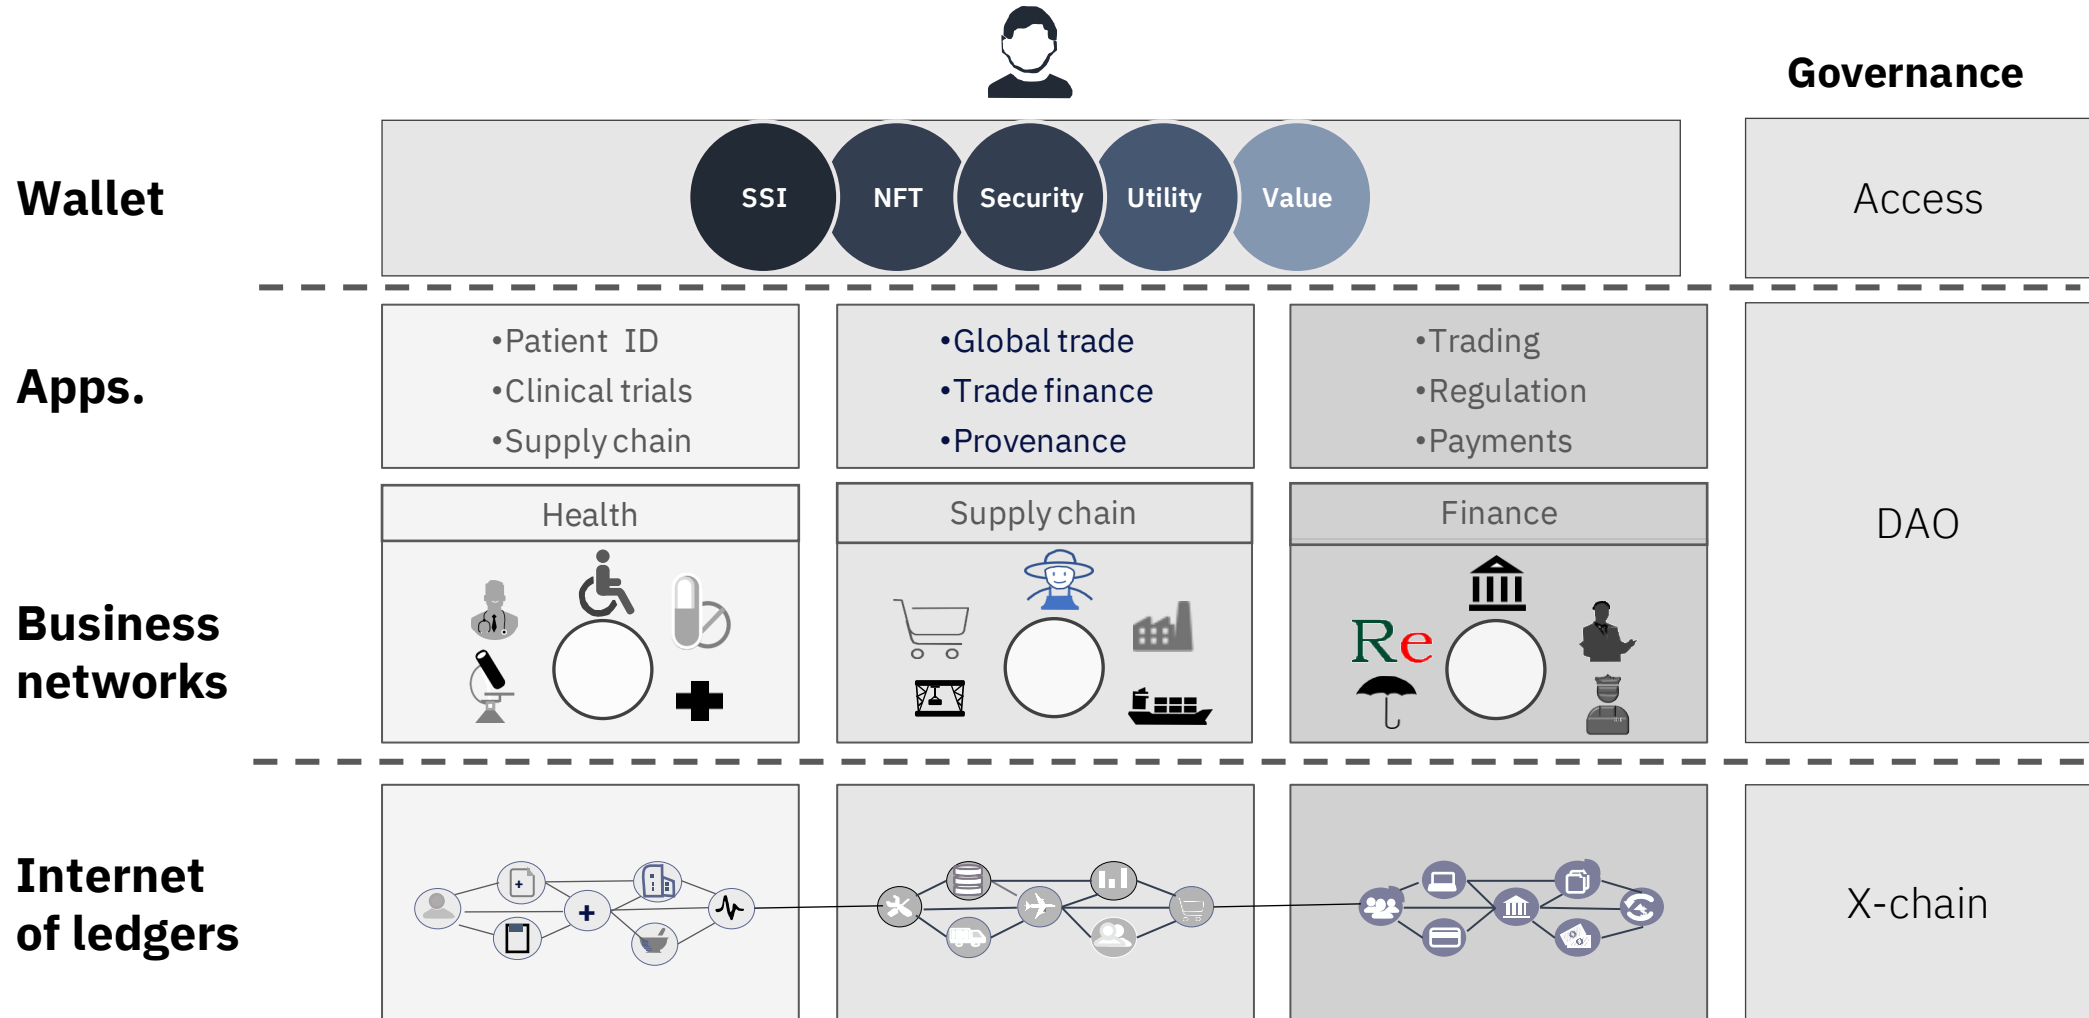 Governance
Wallet
SSI
NFT
Security
Utility
Value
Access
Apps.
•Patient ID
•Clinical trials
•Supply chain
•Global trade
•Trade finance
•Provenance
•Trading
•Regulation
•Payments
DAO
Business
networks
Health
Supply chain
Finance
Re
Internet
of ledgers
X-chain